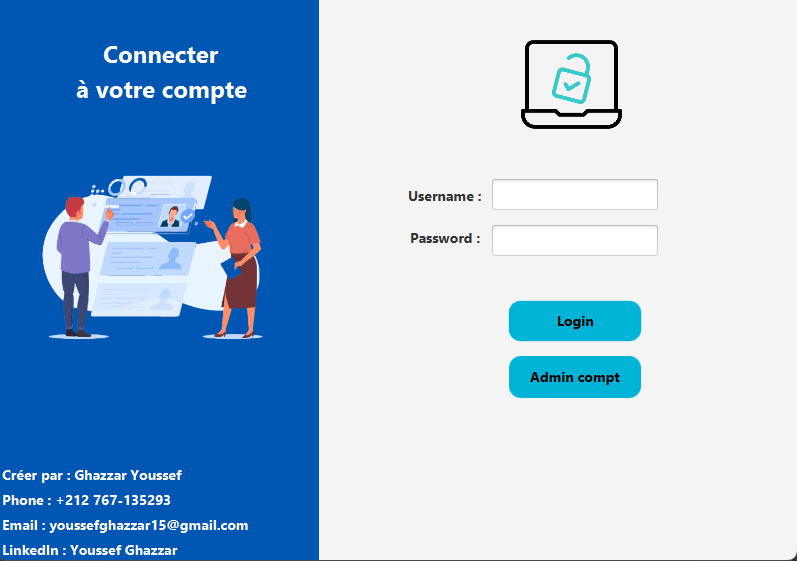 Connecter
à votre compte
Username :
Password :
Login
Admin compt
Créer par : Ghazzar Youssef
Phone : +212 767-135293
Email : youssefghazzar15@gmail.com
LinkedIn : Youssef Ghazzar